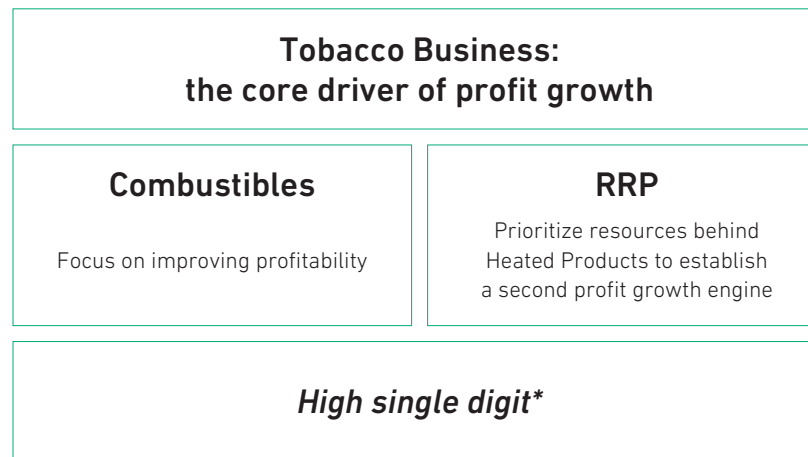 Tobacco Business:
the core driver of profit growth
Combustibles
Focus on improving profitability
RRP
Prioritize resources behind
Heated Products to establish
a second profit growth engine
High single digit*